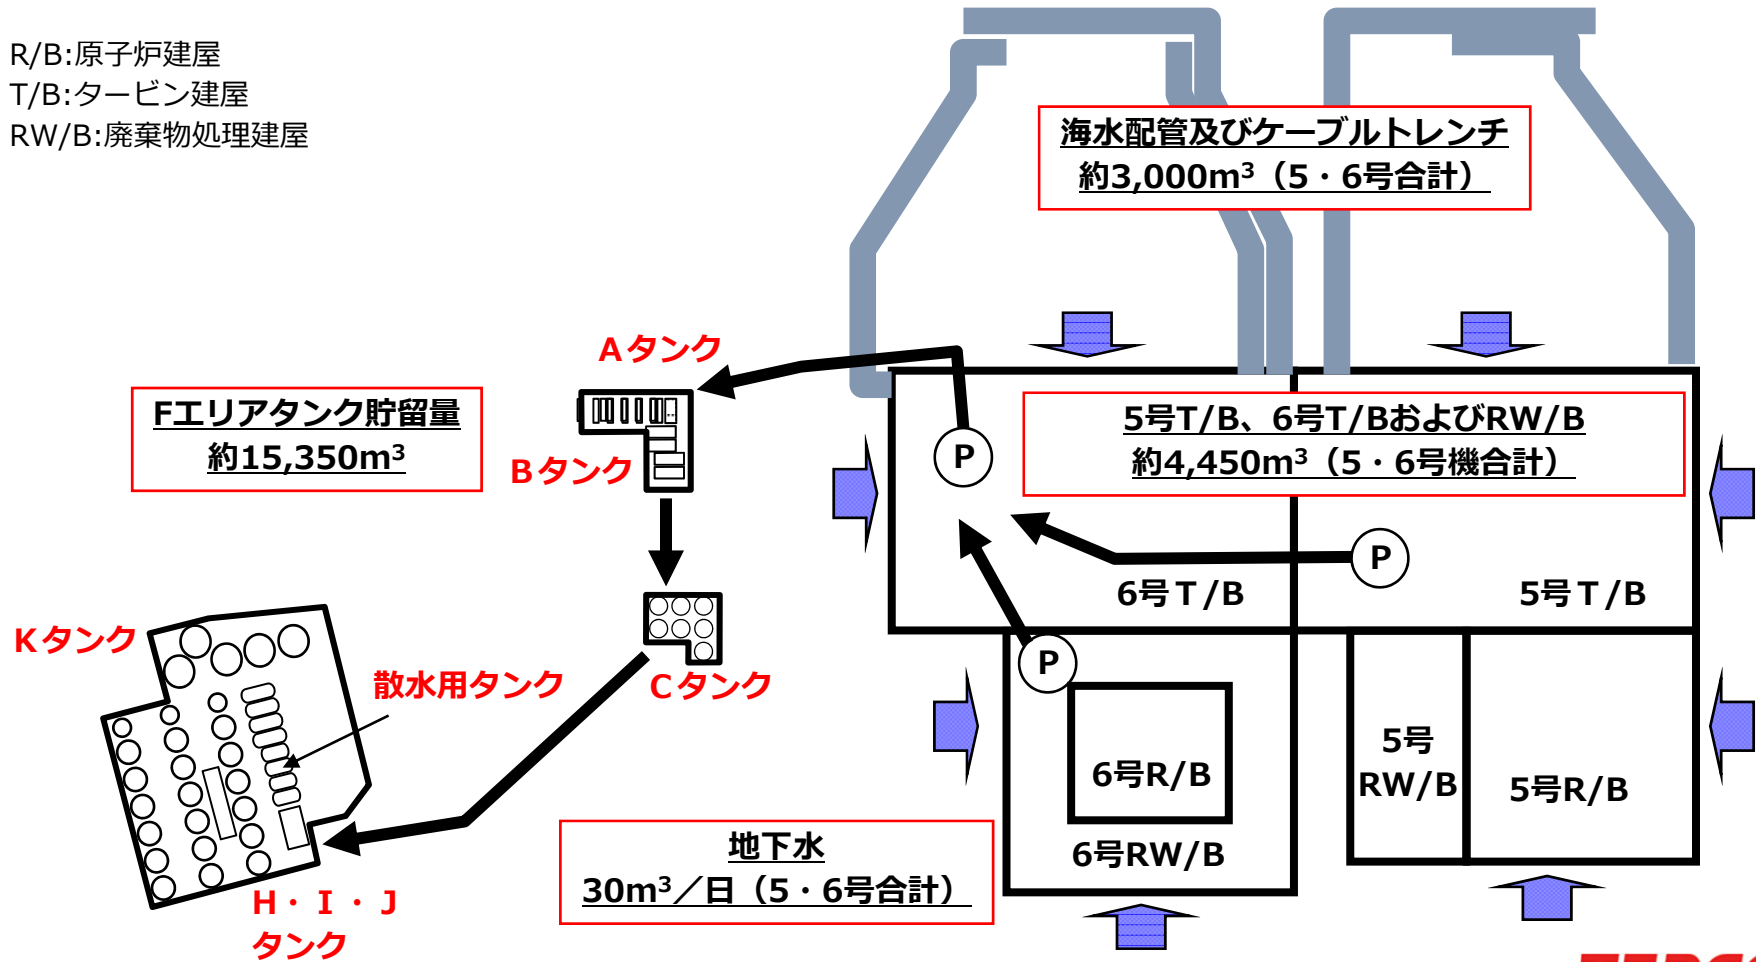 R/B:原子炉建屋
T/B:タービン建屋
RW/B:廃棄物処理建屋
海水配管及びケーブルトレンチ
約3,000m³（5・6号合計）
Aタンク
Fエリアタンク貯留量
約15,350m³
Bタンク
5号T/B、6号T/BおよびRW/B
約4,450m³（5・6号機合計）
P
P
6号T/B
5号T/B
Kタンク
散水用タンク
Cタンク
P
6号R/B
5号
RW/B
5号R/B
6号RW/B
地下水
30m³／日（5・6号合計）
H・I・J
タンク